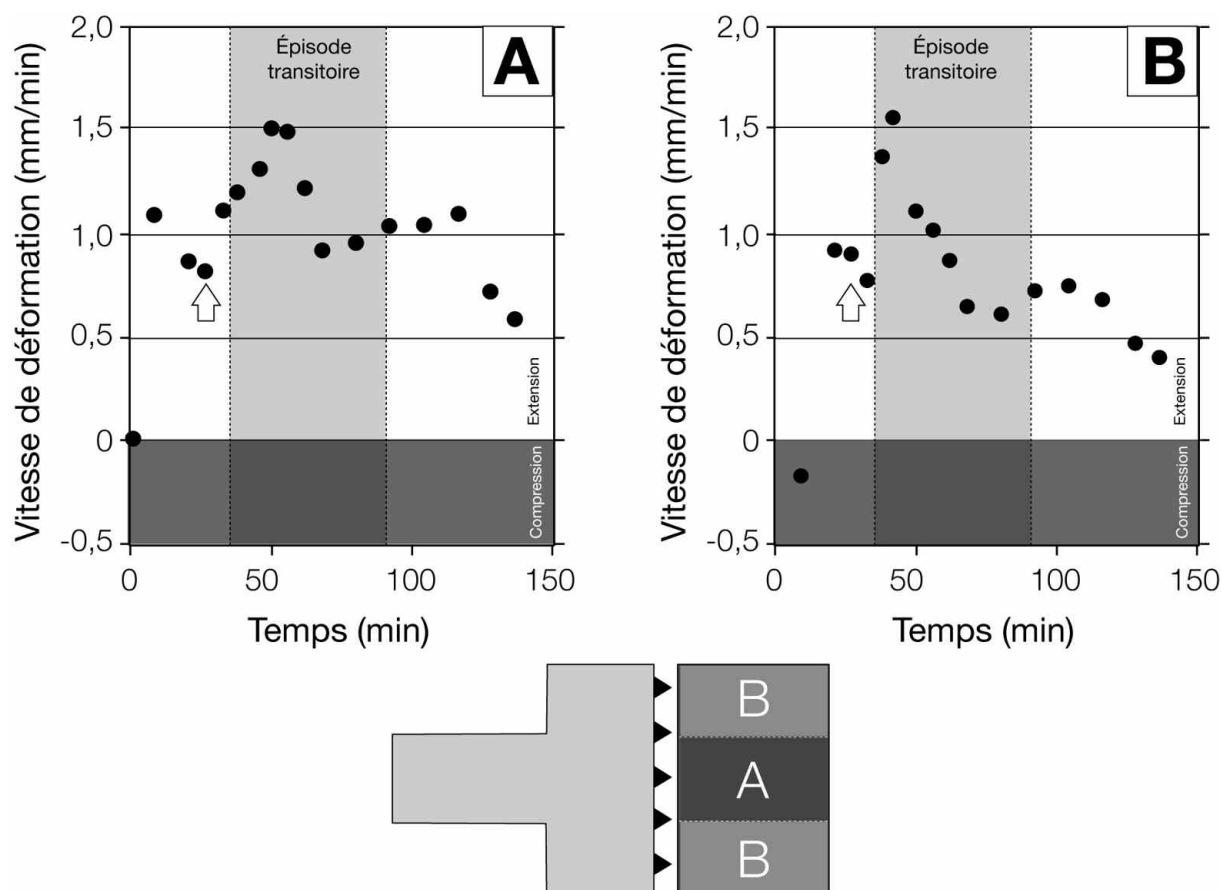 Vitesse de déformation (mm/min)
2,0
1,5
1,0
0,5
0
-0,5
Épisode
transitoire
A
Extension
Compression
0
50
100
150
Temps (min)
Vitesse de déformation (mm/min)
2,0
1,5
1,0
0,5
0
-0,5
Épisode
transitoire
B
Extension
Compression
0
50
100
150
Temps (min)
B
A
B